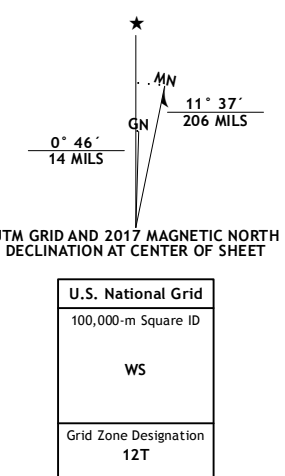 ★
MN
GN
11° 37´
206 MILS
0° 46´
14 MILS
UTM GRID AND 2017 MAGNETIC NORTH
DECLINATION AT CENTER OF SHEET
U.S. National Grid
100,000-m Square ID
WS
Grid Zone Designation
12T